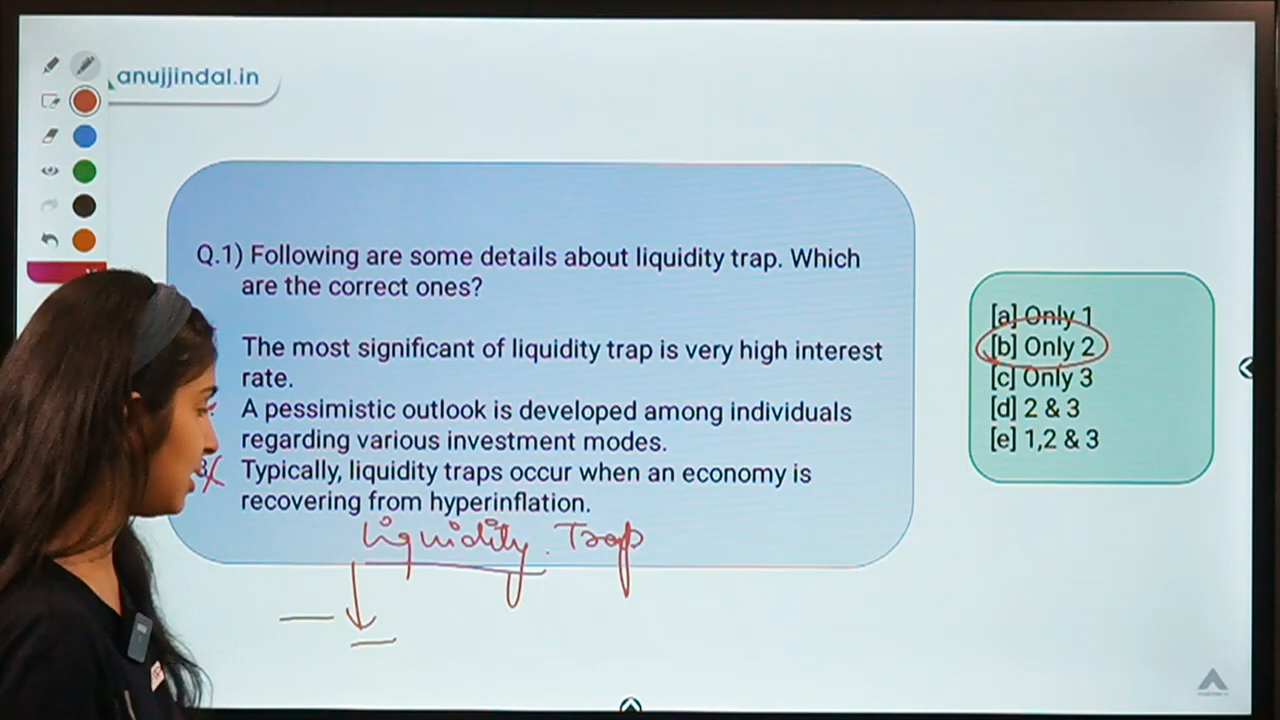 anujjindal.in
Q.1) Following are some details about liquidity trap. Which
are the correct ones?
The most significant of liquidity trap is very high interest
rate.
A pessimistic outlook is developed among individuals
regarding various investment modes.
3 Typically, liquidity traps occur when an economy is
recovering from hyperinflation.
Liquidity Trap
[a] Only 1
[b] Only 2
[c] Only 3
[d] 2 & 3
[e] 1,2 & 3